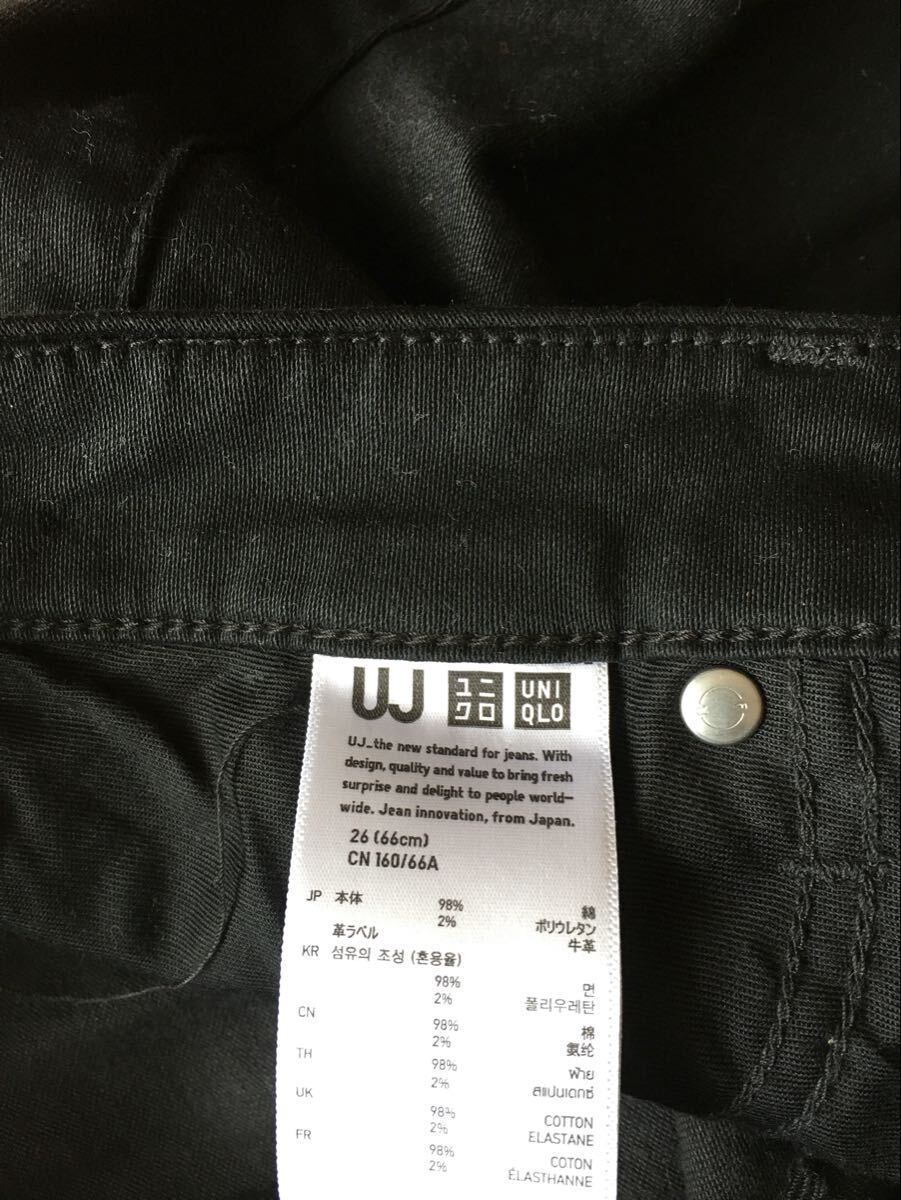 UJ ユニクロ UNIQLO
UJ_the new standard for jeans. With
design, quality and value to bring fresh
surprise and delight to people world-
wide. Jean innovation, from Japan.
26 (66cm)
CN 160/66A
JP 本体 98% 綿
2% ポリウレタン
革ラベル 牛革
KR 섬유의 조성 (혼용율)
98% 면
2% 폴리우레탄
CN 98% 棉
2% 氨纶
TH 98% ฝ้าย
2% สแปนเดกซ์
UK 98% COTTON
2% ELASTANE
FR 98% COTON
2% ÉLASTHANNE